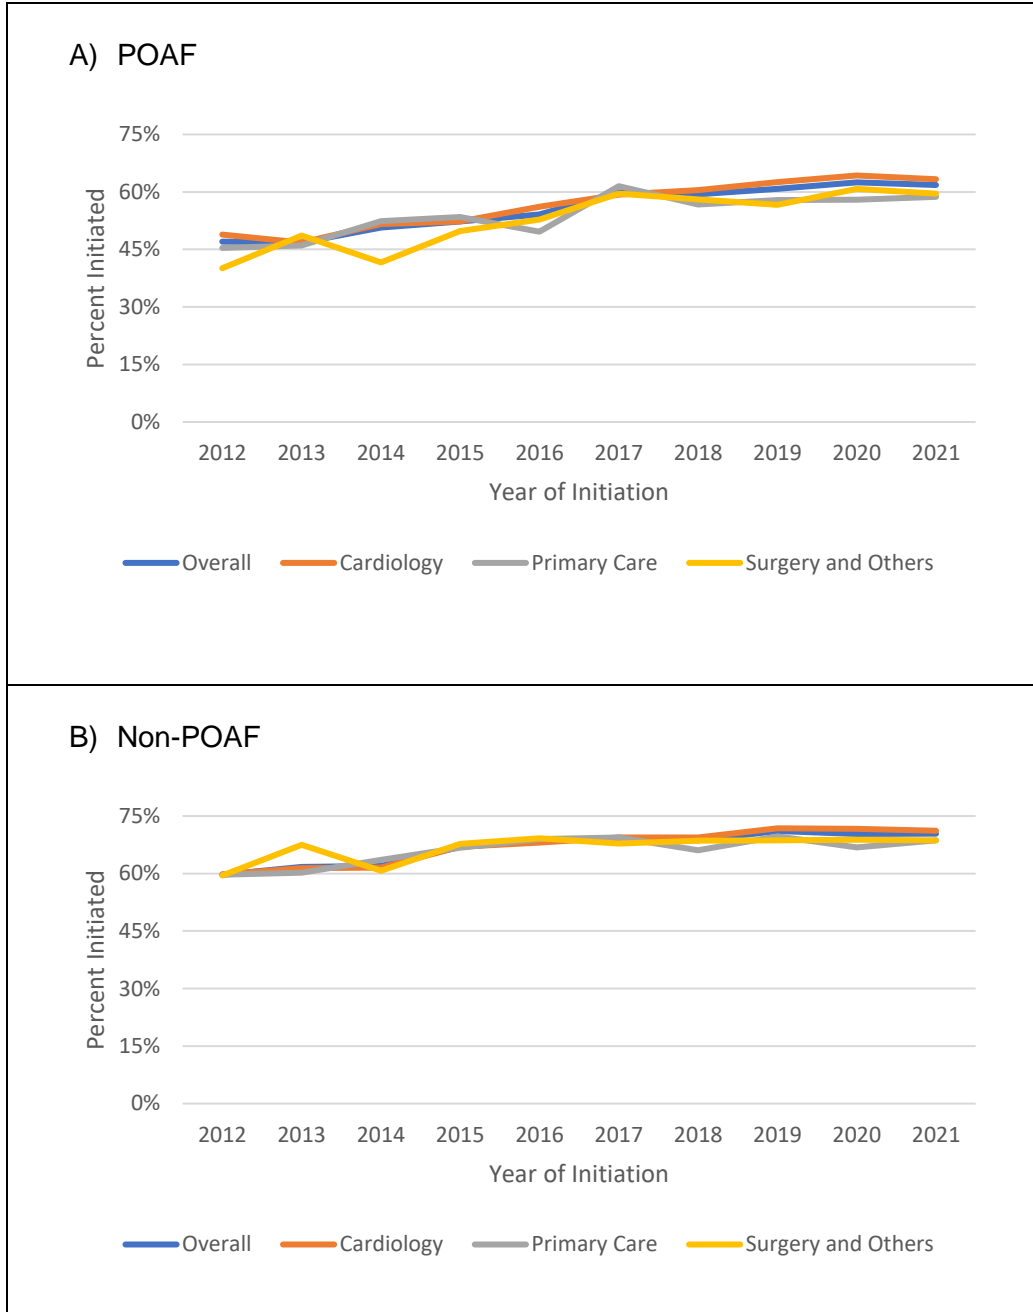 A) POAF
75%
60%
45%
30%
15%
0%
Percent Initiated
2012 2013 2014 2015 2016 2017 2018 2019 2020 2021
Year of Initiation
Overall Cardiology Primary Care Surgery and Others
B) Non-POAF
75%
60%
45%
30%
15%
0%
Percent Initiated
2012 2013 2014 2015 2016 2017 2018 2019 2020 2021
Year of Initiation
Overall Cardiology Primary Care Surgery and Others